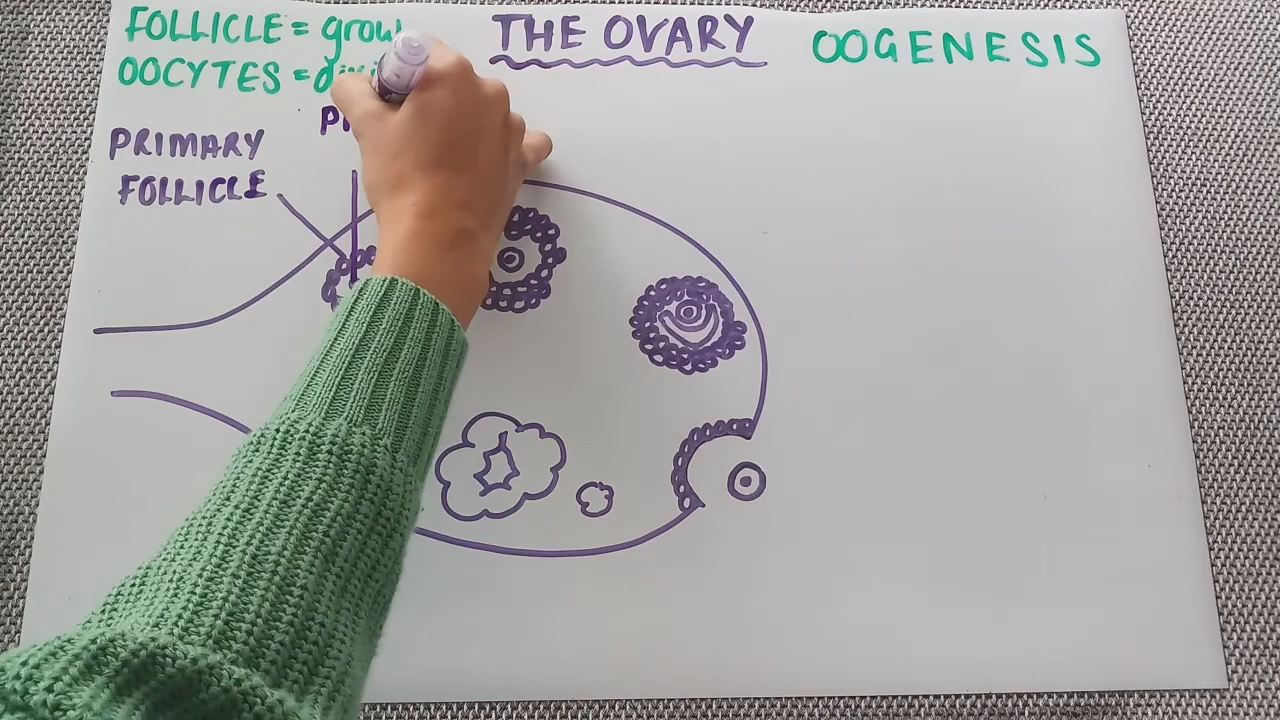 FOLLICLE = grow
OOCYTES =
THE OVARY
OOGENESIS
PRIMARY
FOLLICLE